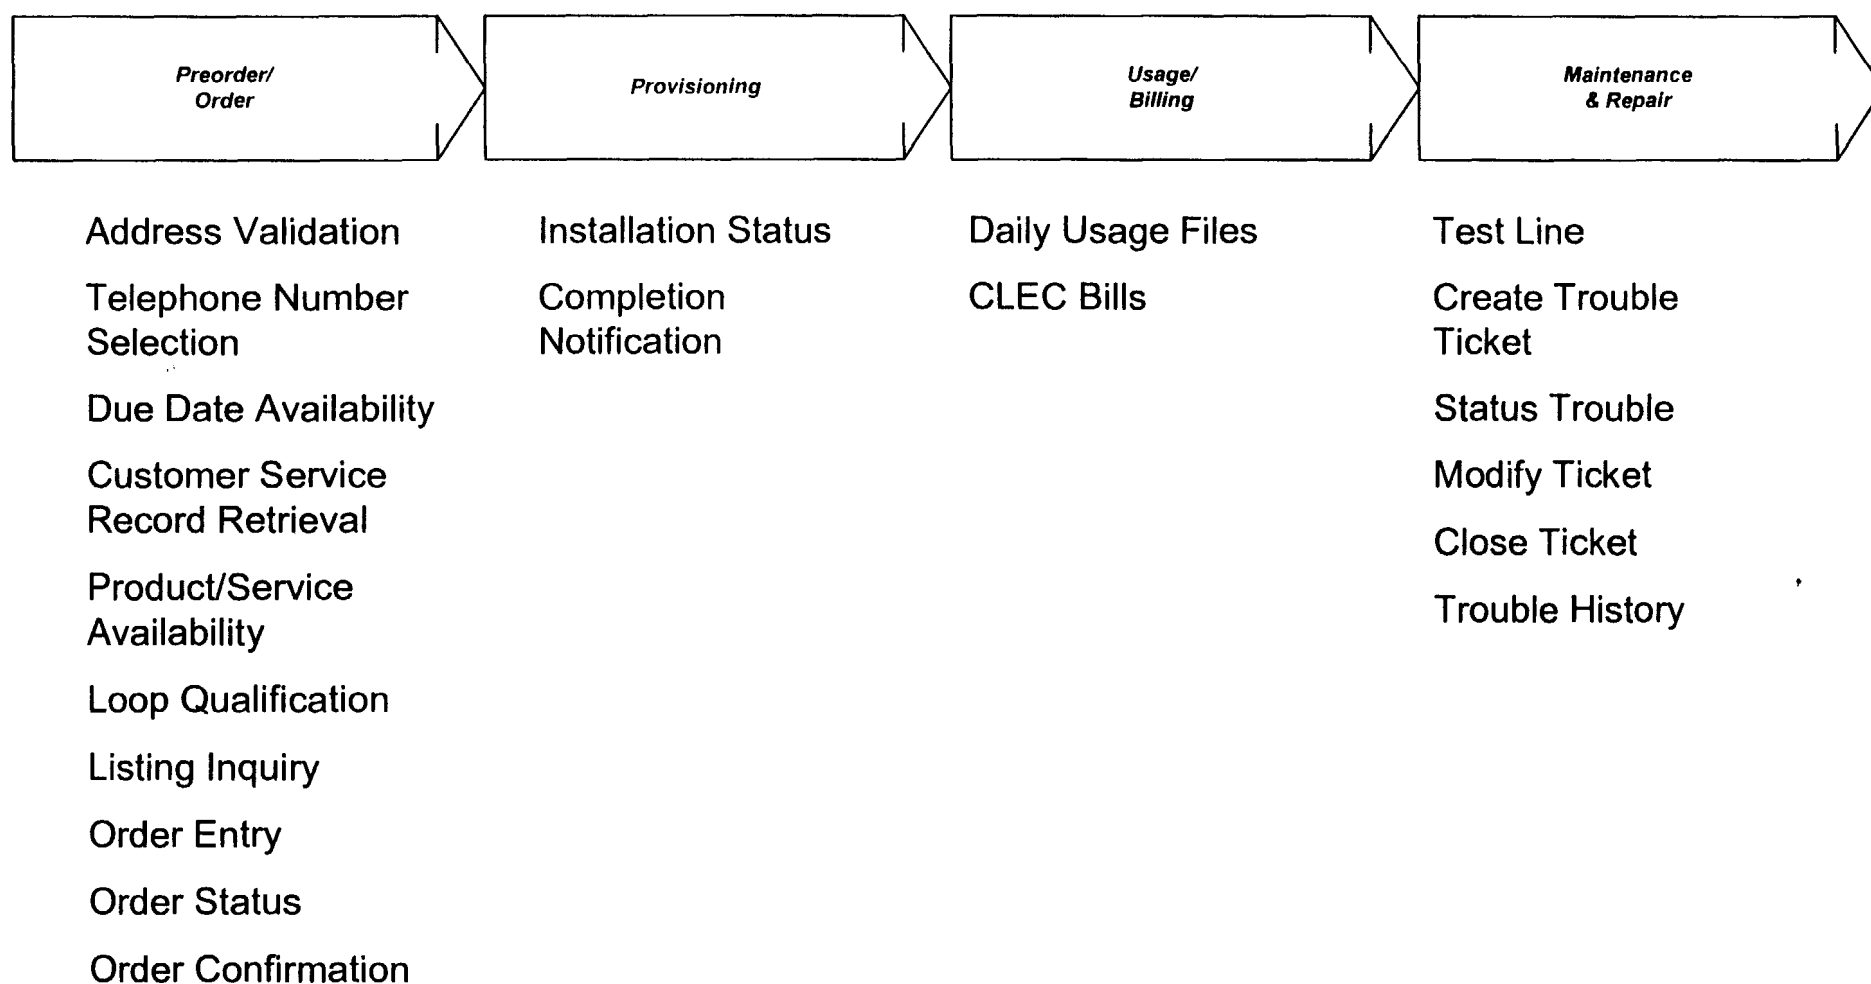 Preorder/
Order
Provisioning
Usage/
Billing
Maintenance
& Repair
Address Validation
Telephone Number
Selection
Due Date Availability
Customer Service
Record Retrieval
Product/Service
Availability
Loop Qualification
Listing Inquiry
Order Entry
Order Status
Order Confirmation
Installation Status
Completion
Notification
Daily Usage Files
CLEC Bills
Test Line
Create Trouble
Ticket
Status Trouble
Modify Ticket
Close Ticket
Trouble History